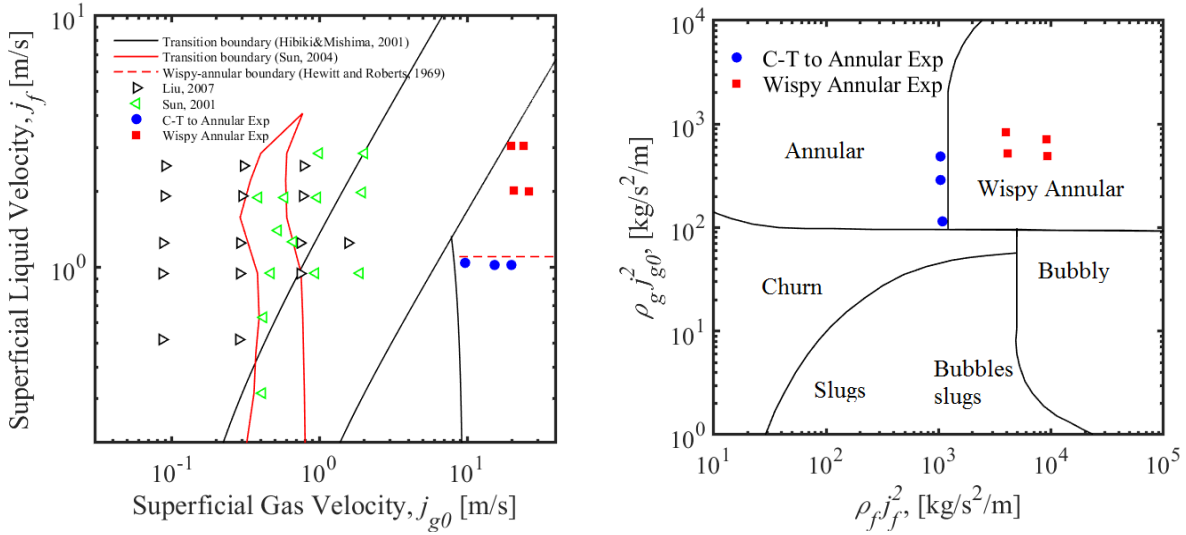 10^1
10^0
Superficial Liquid Velocity, j_f [m/s]
Transition boundary (Hibiki&Mishima, 2001)
Transition boundary (Sun, 2004)
Wispy-annular boundary (Hewitt and Roberts, 1969)
Liu, 2007
Sun, 2001
C-T to Annular Exp
Wispy Annular Exp
10^-1 10^0 10^1
Superficial Gas Velocity, j_g0 [m/s]
10^4
10^3
10^2
10^1
10^0
ρ_g j_g0^2, [kg/s^2/m]
C-T to Annular Exp
Wispy Annular Exp
Annular
Wispy Annular
Churn
Bubbly
Slugs
Bubbles
slugs
10^1 10^2 10^3 10^4 10^5
ρ_f j_f^2, [kg/s^2/m]